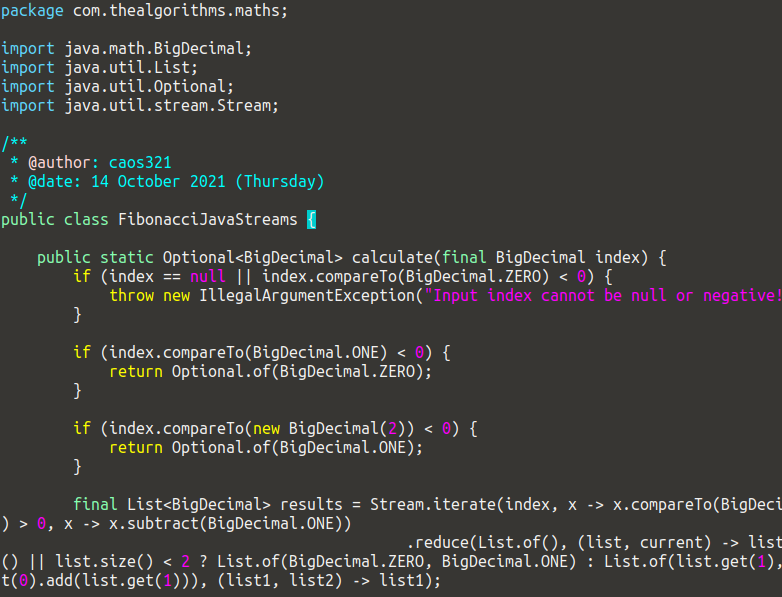 package com.thealgorithms.maths;

import java.math.BigDecimal;
import java.util.List;
import java.util.Optional;
import java.util.stream.Stream;

/**
 * @author: caos321
 * @date: 14 October 2021 (Thursday)
 */
public class FibonacciJavaStreams {

    public static Optional<BigDecimal> calculate(final BigDecimal index) {
        if (index == null || index.compareTo(BigDecimal.ZERO) < 0) {
            throw new IllegalArgumentException("Input index cannot be null or negative!
        }

        if (index.compareTo(BigDecimal.ONE) < 0) {
            return Optional.of(BigDecimal.ZERO);
        }

        if (index.compareTo(new BigDecimal(2)) < 0) {
            return Optional.of(BigDecimal.ONE);
        }

        final List<BigDecimal> results = Stream.iterate(index, x -> x.compareTo(BigDeci
) > 0, x -> x.subtract(BigDecimal.ONE))
                                             .reduce(List.of(), (list, current) -> list
() || list.size() < 2 ? List.of(BigDecimal.ZERO, BigDecimal.ONE) : List.of(list.get(1),
t(0).add(list.get(1))), (list1, list2) -> list1);